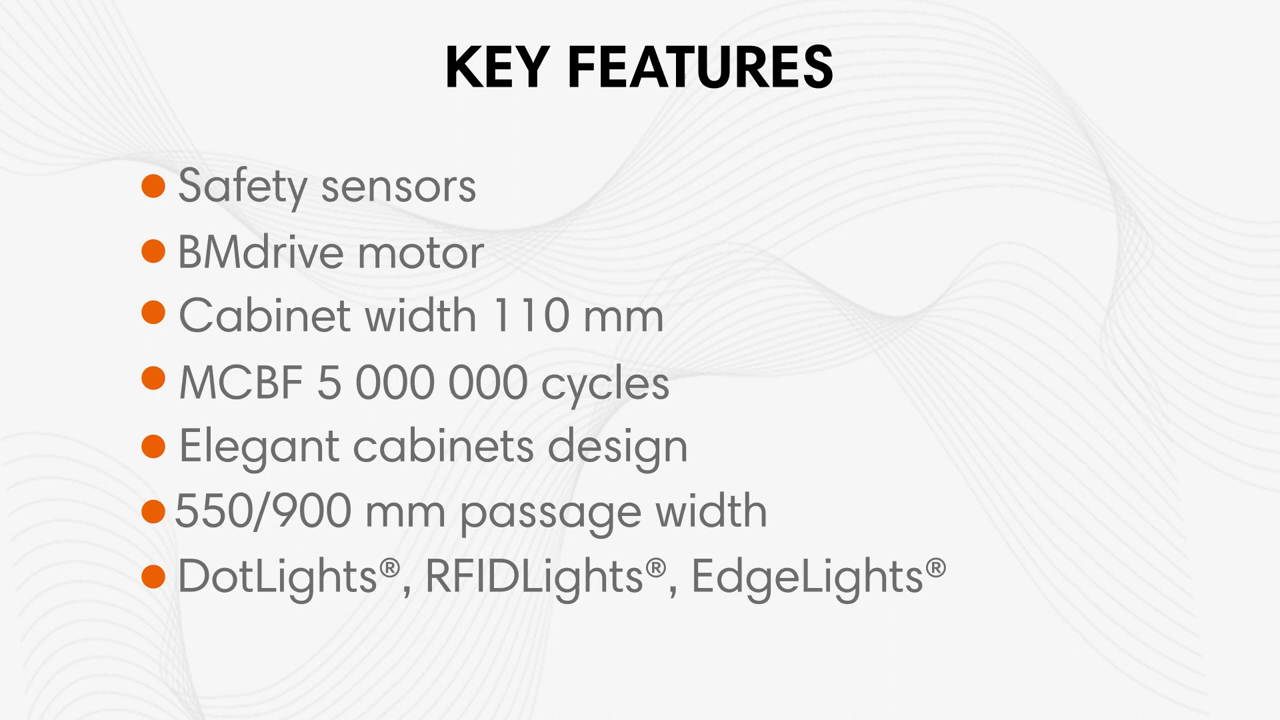 KEY FEATURES
Safety sensors
BMdrive motor
Cabinet width 110 mm
MCBF 5 000 000 cycles
Elegant cabinets design
550/900 mm passage width
DotLights®, RFIDLights®, EdgeLights®